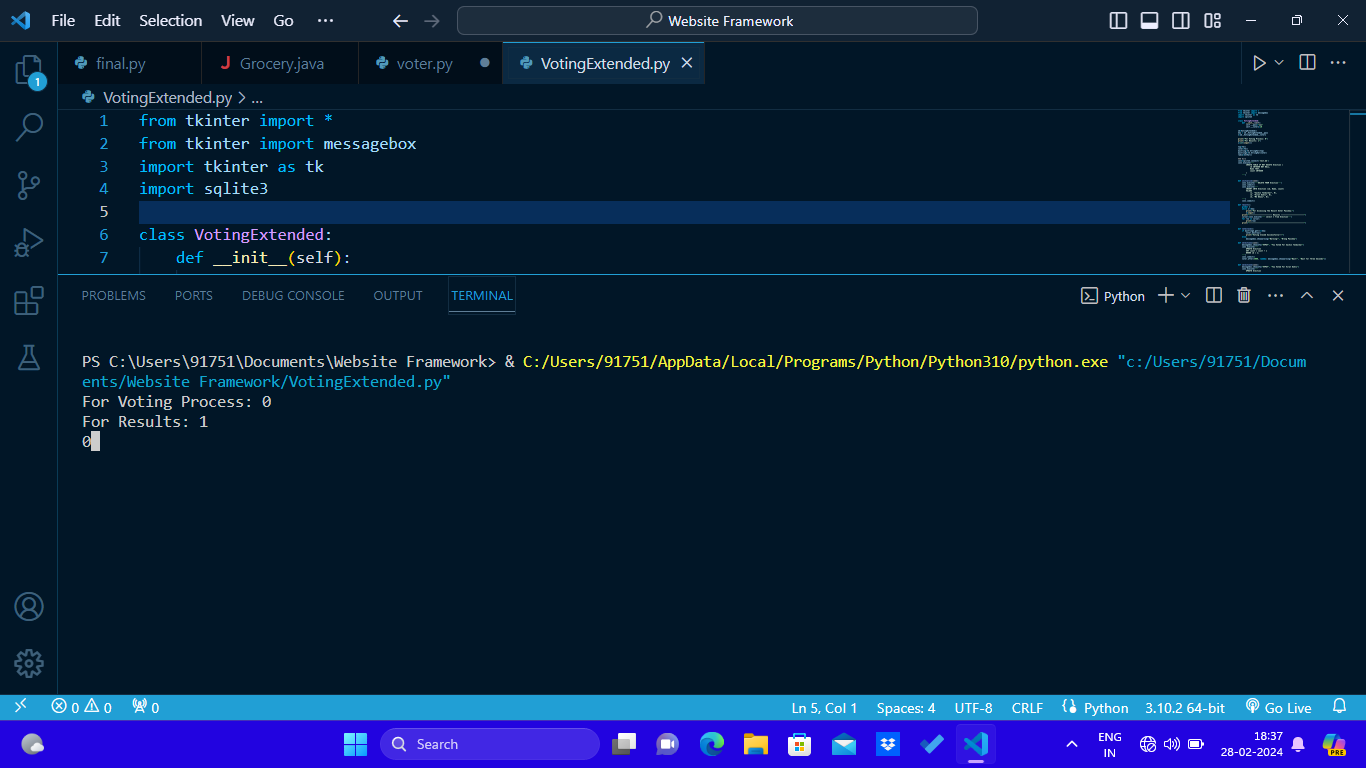 File Edit Selection View Go ··· Website Framework
final.py Grocery.java voter.py VotingExtended.py
VotingExtended.py > ...
1 from tkinter import *
2 from tkinter import messagebox
3 import tkinter as tk
4 import sqlite3
5
6 class VotingExtended:
7 def __init__(self):
1
PROBLEMS PORTS DEBUG CONSOLE OUTPUT TERMINAL Python
PS C:\Users\91751\Documents\Website Framework> & C:/Users/91751/AppData/Local/Programs/Python/Python310/python.exe "c:/Users/91751/Docum
ents/Website Framework/VotingExtended.py"
For Voting Process: 0
For Results: 1
0
0 0 0 Ln 5, Col 1 Spaces: 4 UTF-8 CRLF Python 3.10.2 64-bit Go Live
Search ENG 18:37
IN 28-02-2024
PRE